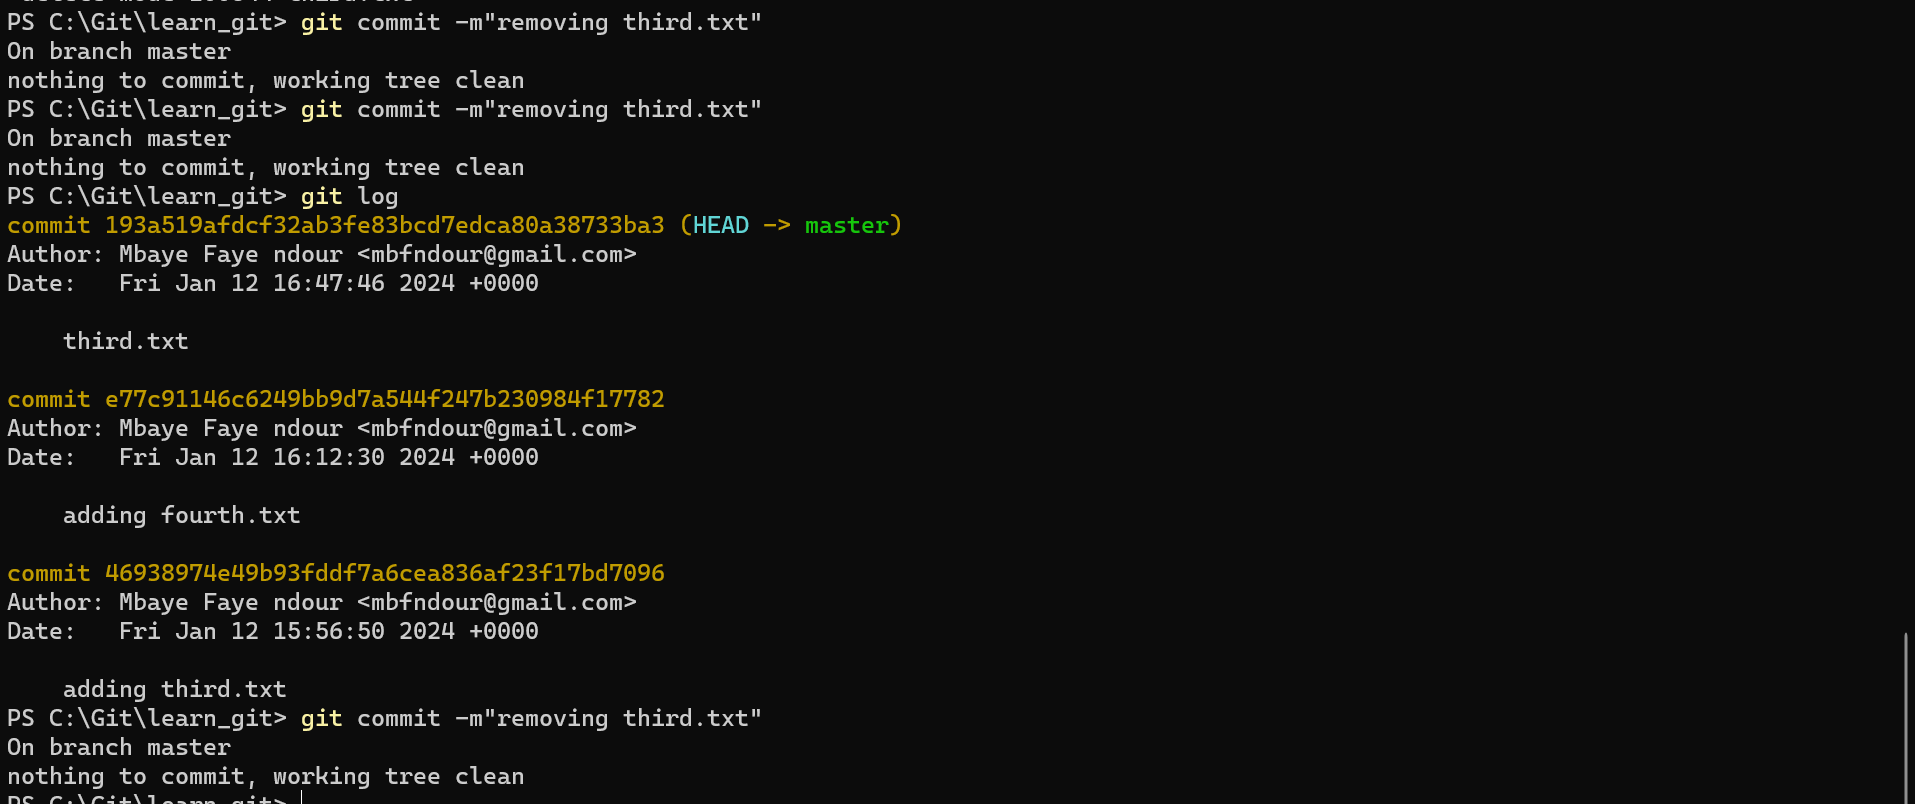 PS C:\Git\learn_git> git commit -m"removing third.txt"
On branch master
nothing to commit, working tree clean
PS C:\Git\learn_git> git commit -m"removing third.txt"
On branch master
nothing to commit, working tree clean
PS C:\Git\learn_git> git log
commit 193a519afdcf32ab3fe83bcd7edca80a38733ba3 (HEAD -> master)
Author: Mbaye Faye ndour <mbfndour@gmail.com>
Date:   Fri Jan 12 16:47:46 2024 +0000
    third.txt
commit e77c91146c6249bb9d7a544f247b230984f17782
Author: Mbaye Faye ndour <mbfndour@gmail.com>
Date:   Fri Jan 12 16:12:30 2024 +0000
    adding fourth.txt
commit 46938974e49b93fddf7a6cea836af23f17bd7096
Author: Mbaye Faye ndour <mbfndour@gmail.com>
Date:   Fri Jan 12 15:56:50 2024 +0000
    adding third.txt
PS C:\Git\learn_git> git commit -m"removing third.txt"
On branch master
nothing to commit, working tree clean
PS C:\Git\learn_git>